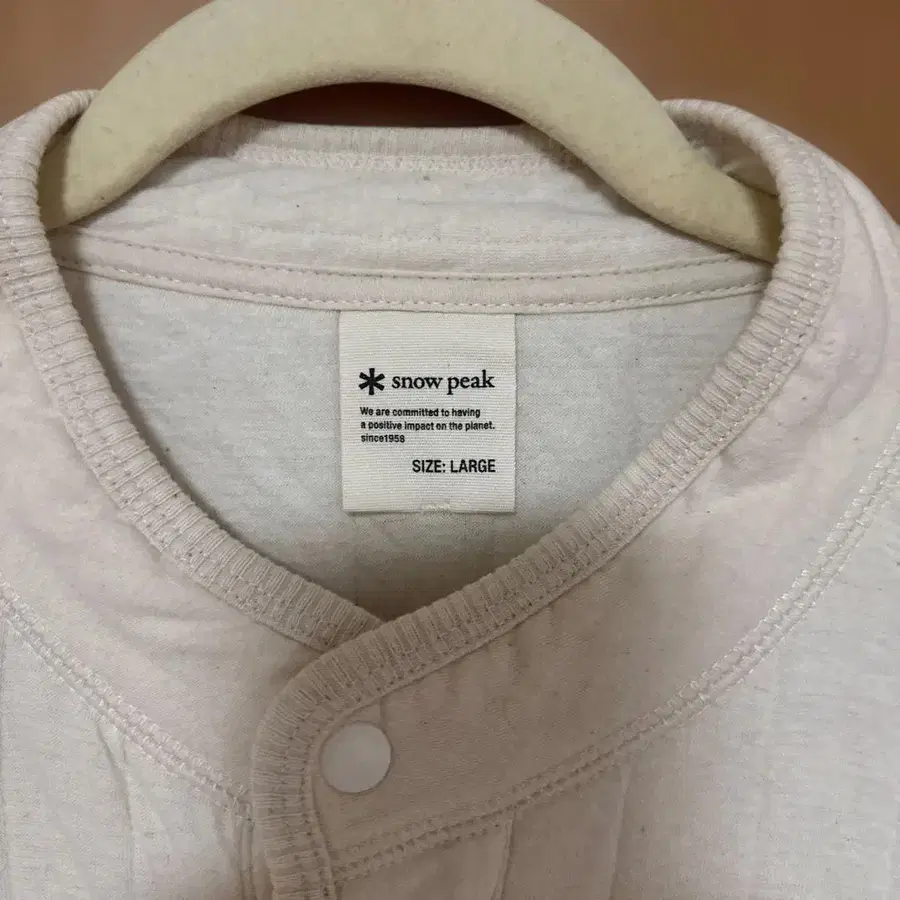 snow peak
We are committed to having
a positive impact on the planet.
since1958
SIZE: LARGE